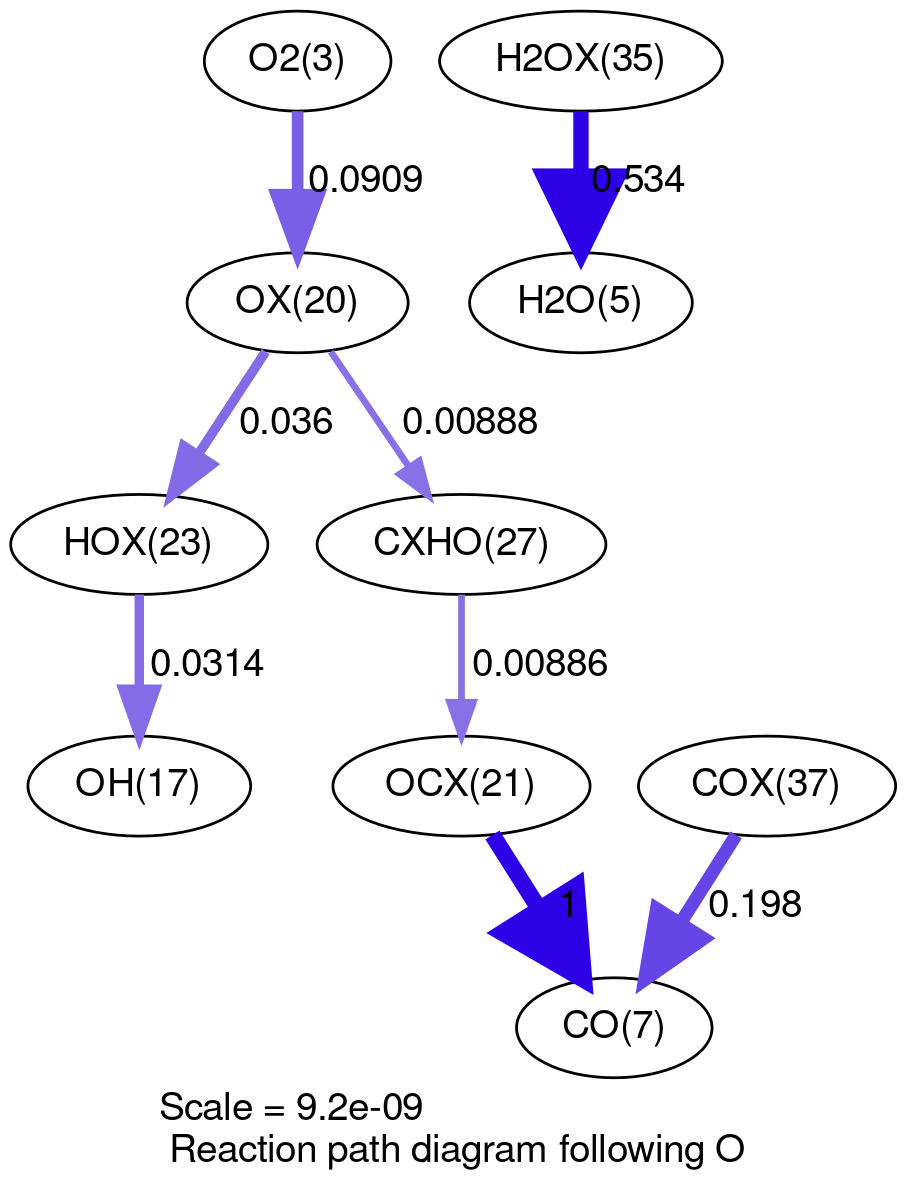 O2(3)
H2OX(35)
0.0909
0.534
OX(20)
H2O(5)
0.036
0.00888
HOX(23)
CXHO(27)
0.0314
0.00886
OH(17)
OCX(21)
COX(37)
1
0.198
CO(7)
Scale = 9.2e-09
Reaction path diagram following O